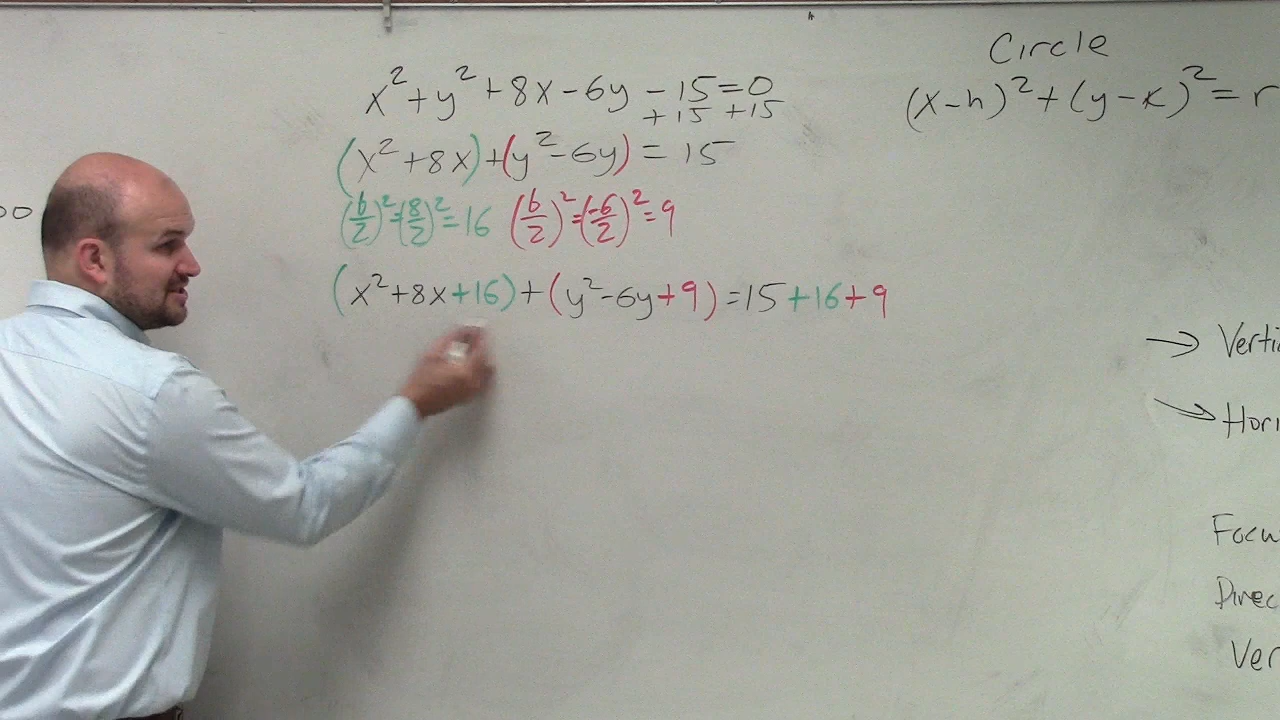 Circle
x² + y² + 8x - 6y - 15 = 0
(x-h)² + (y-k)² = r
+15 +15
(x² + 8x) + (y² - 6y) = 15
(b/2)² = (8/2)² = 16 (b/2)² = (-6/2)² = 9
00
(x² + 8x + 16) + (y² - 6y + 9) = 15 + 16 + 9
→ Verti
→ Hori
Focu
Direc
Ver